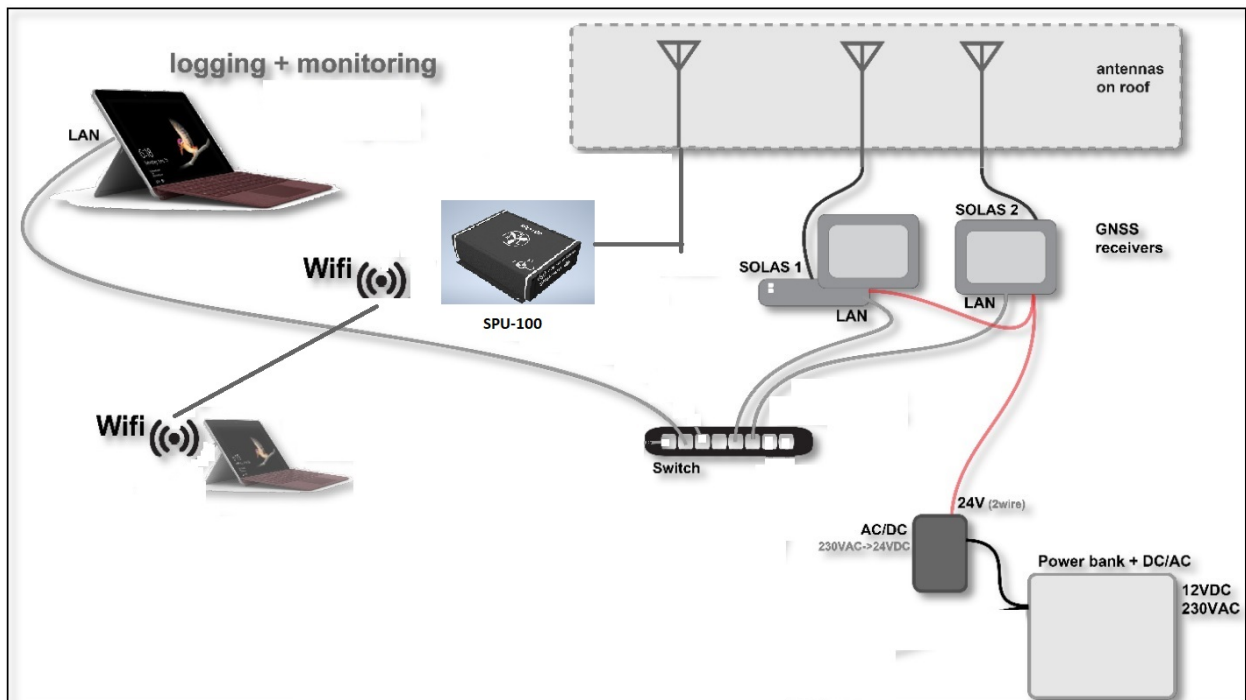 logging + monitoring
antennas
on roof
LAN
SOLAS 2
GNSS
receivers
Wifi
SOLAS 1
LAN
LAN
SPU-100
Wifi
Switch
24V (2wire)
AC/DC
230VAC->24VDC
Power bank + DC/AC
12VDC
230VAC